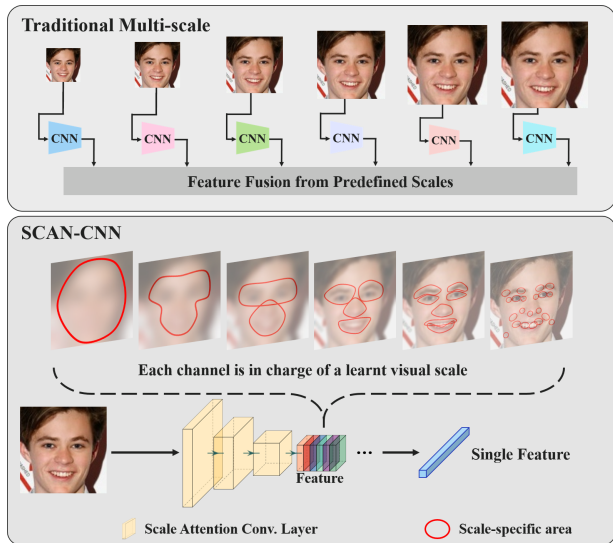 Traditional Multi-scale
CNN CNN CNN CNN CNN CNN
Feature Fusion from Predefined Scales
SCAN-CNN
Each channel is in charge of a learnt visual scale
Feature
Single Feature
Scale Attention Conv. Layer
Scale-specific area